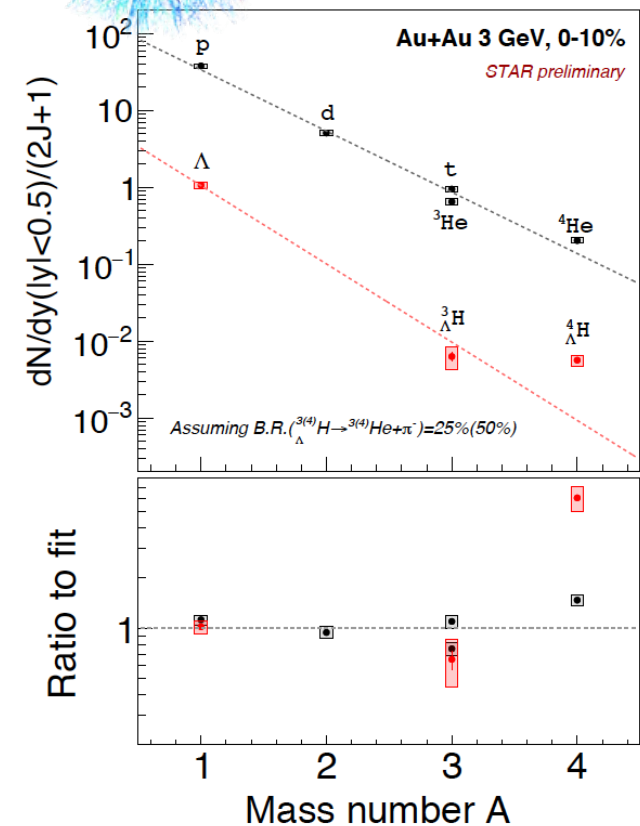 Au+Au 3 GeV, 0-10%
STAR preliminary
dN/dy(|y|<0.5)/(2J+1)
10²
10
1
10⁻¹
10⁻²
10⁻³
p
d
t
³He
⁴He
Λ
³ΛH
⁴ΛH
Assuming B.R.(³⁽⁴⁾ΛH→³⁽⁴⁾He+π⁻)=25%(50%)
Ratio to fit
1
1 2 3 4
Mass number A